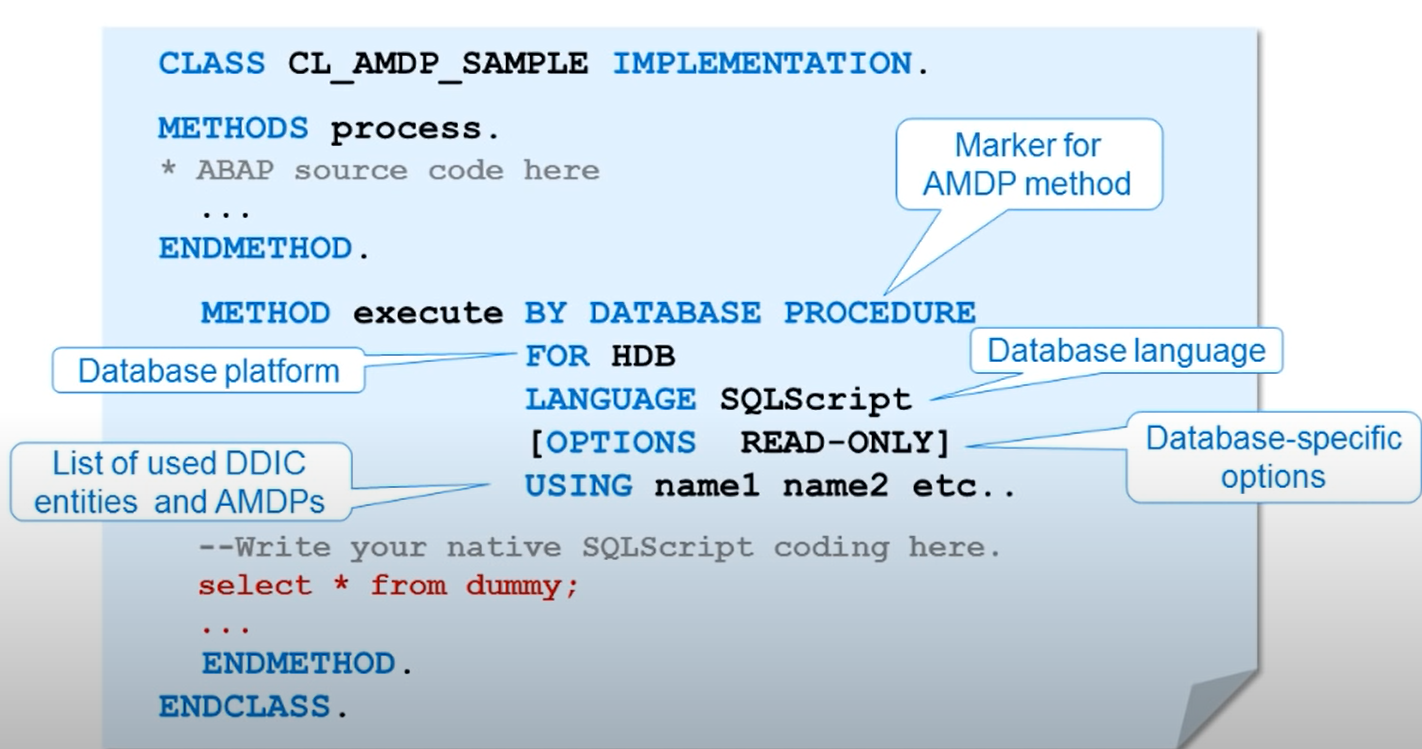 CLASS CL_AMDP_SAMPLE IMPLEMENTATION.
METHODS process.
* ABAP source code here
...
ENDMETHOD.
Marker for
AMDP method
METHOD execute BY DATABASE PROCEDURE
Database platform
FOR HDB
Database language
LANGUAGE SQLScript
[OPTIONS READ-ONLY]
Database-specific
options
List of used DDIC
entities and AMDPs
USING name1 name2 etc..
--Write your native SQLScript coding here.
select * from dummy;
...
ENDMETHOD.
ENDCLASS.